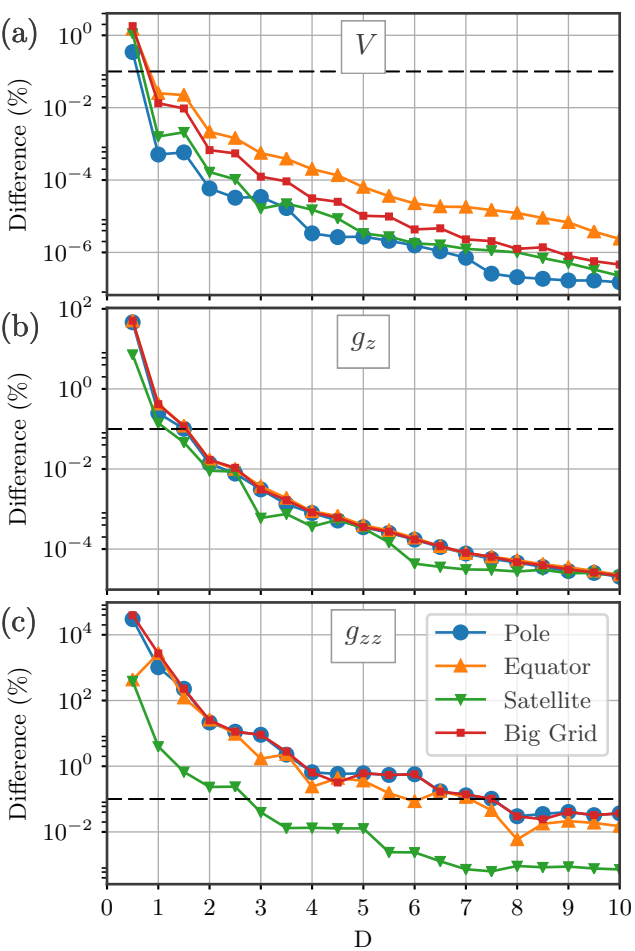 (a)
V
Difference (%)
10^0
10^{-2}
10^{-4}
10^{-6}
(b)
g_z
Difference (%)
10^2
10^0
10^{-2}
10^{-4}
(c)
g_{zz}
Difference (%)
10^4
10^2
10^0
10^{-2}
Pole
Equator
Satellite
Big Grid
0 1 2 3 4 5 6 7 8 9 10
D